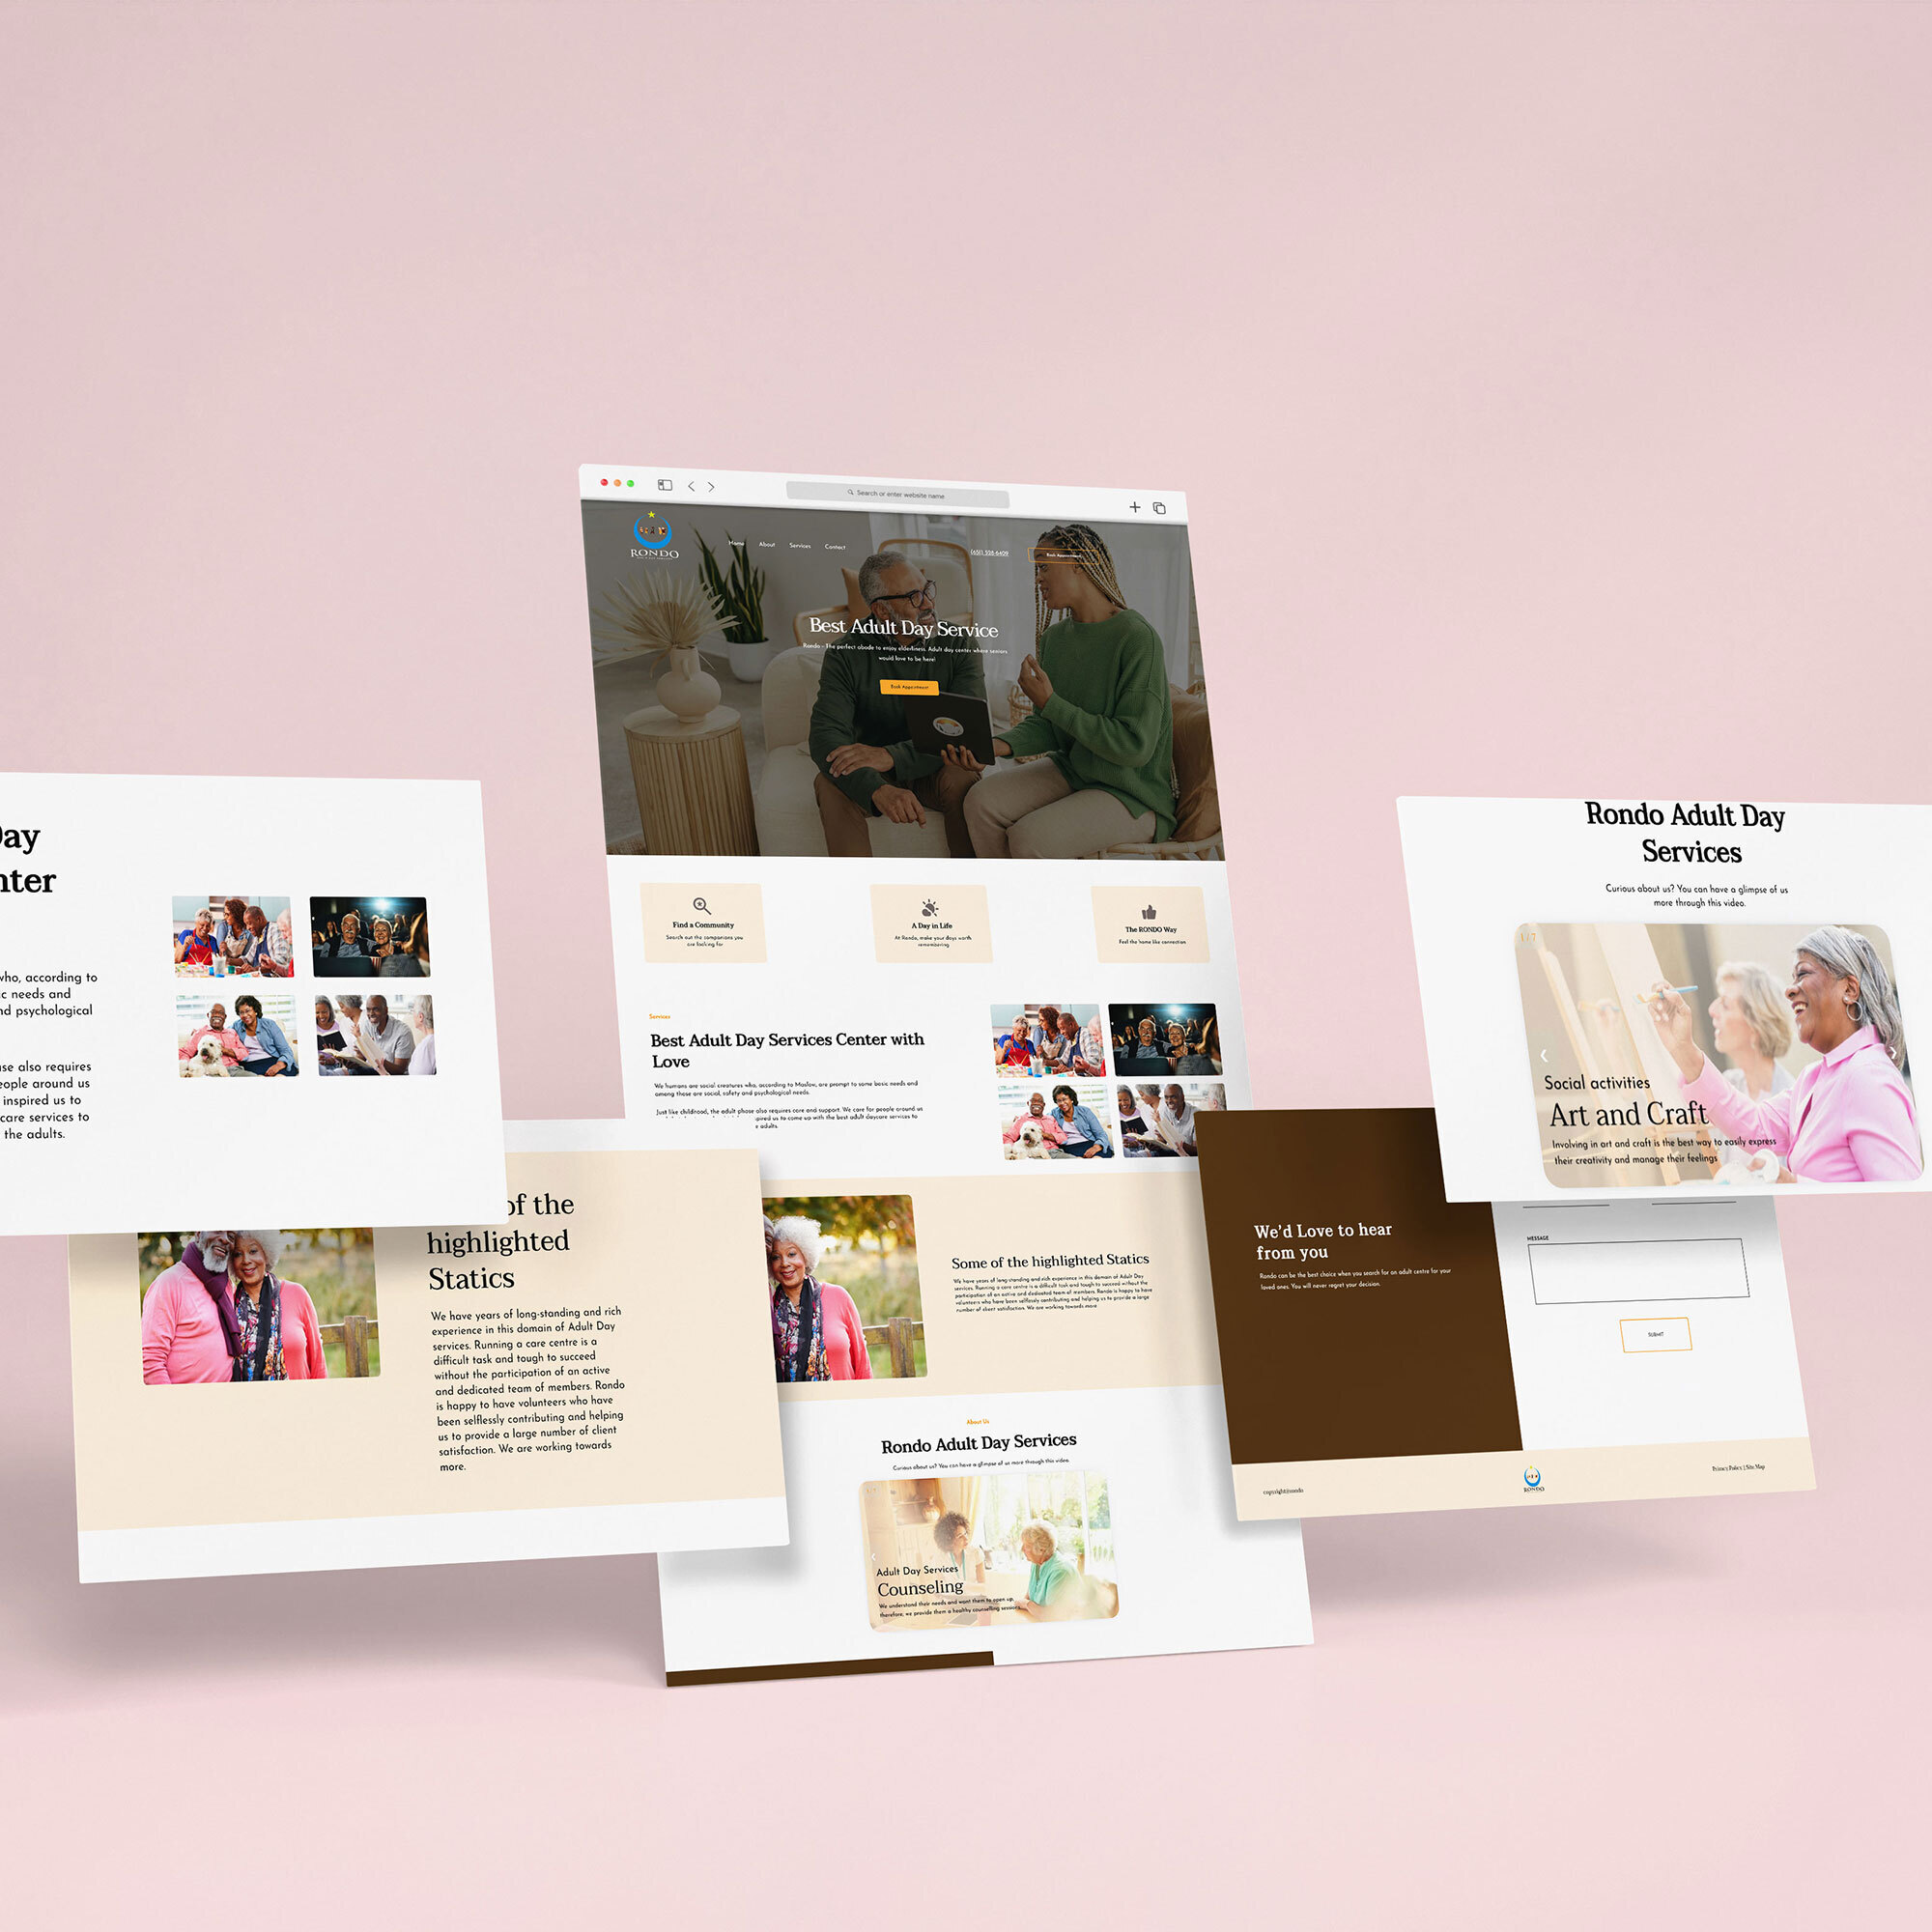 Search or enter website name
RONDO
Home
About
Services
Contact
(651) 938-6409
Book Appointment
Best Adult Day Service
Rondo - The perfect abode to enjoy elderliness. Adult day center where seniors
would love to be here!
Book Appointment
Find a Community
Search out the companions you
are looking for
A Day in Life
At Rondo, make your days worth
remembering
The RONDO Way
Feel the home like connection
Services
Best Adult Day Services Center with
Love
We humans are social creatures who, according to Maslow, are prompt to some basic needs and
among those are social, safety and psychological needs.
Just like childhood, the adult phase also requires care and support. We care for people around us
us to come up with the best adult daycare services to
adults.
Some of the highlighted Statics
We have years of long-standing and rich experience in this domain of Adult Day
services. Running a care centre is a difficult task and tough to succeed without the
participation of an active and dedicated team of members. Rondo is happy to have
volunteers who have been selflessly contributing and helping us to provide a large
number of client satisfaction. We are working towards more
About Us
Rondo Adult Day Services
Curious about us? You can have a glimpse of us more through this video.
Adult Day Services
Counseling
We understand their needs and want them to open up,
therefore, we provide them a healthy counselling sessions.
according to
needs and
psychological
also requires
around us
inspired us to
care services to
the adults.
of the
highlighted
Statics
We have years of long-standing and rich
experience in this domain of Adult Day
services. Running a care centre is a
difficult task and tough to succeed
without the participation of an active
and dedicated team of members. Rondo
is happy to have volunteers who have
been selflessly contributing and helping
us to provide a large number of client
satisfaction. We are working towards
more.
Rondo Adult Day
Services
Curious about us? You can have a glimpse of us
more through this video.
1 / 7
Social activities
Art and Craft
Involving in art and craft is the best way to easily express
their creativity and manage their feelings
We'd Love to hear
from you
Rondo can be the best choice when you search for an adult centre for your
loved ones. You will never regret your decision.
MESSAGE
SUBMIT
copyright@rondo
RONDO
Privacy Policy | Site Map